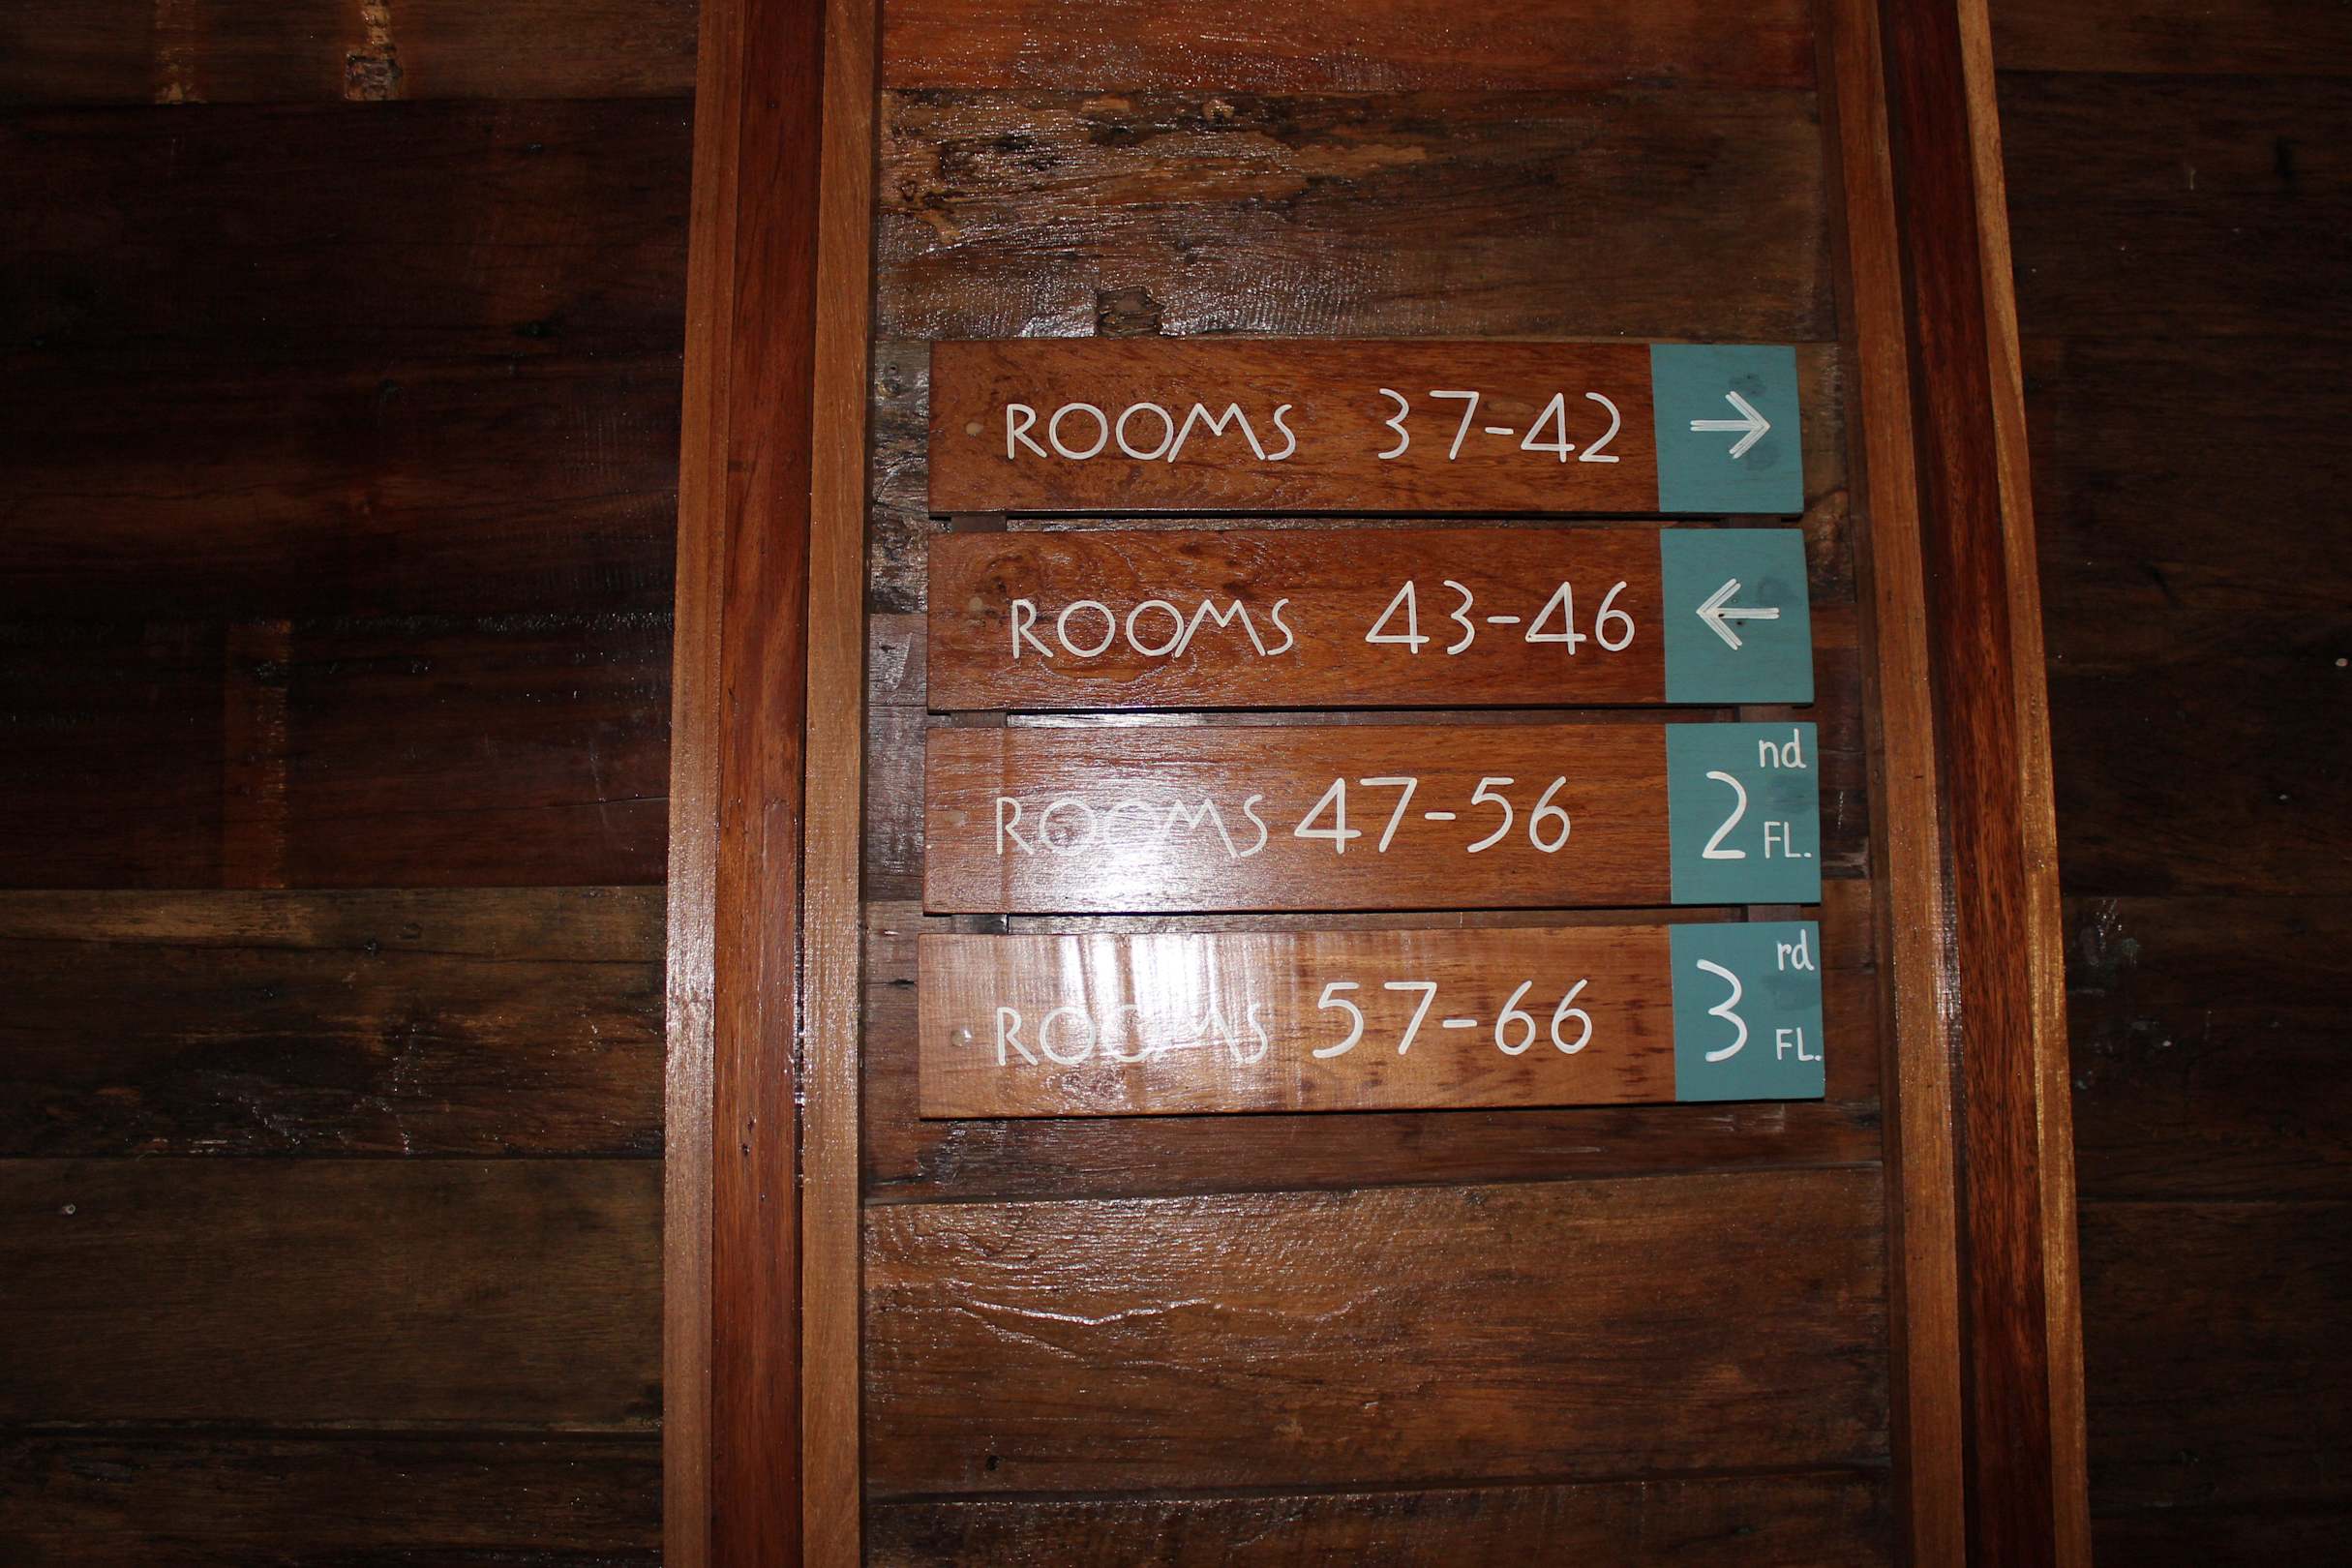 ROOMS 37-42 →
ROOMS 43-46 ←
ROOMS 47-56 2nd FL.
ROOMS 57-66 3rd FL.